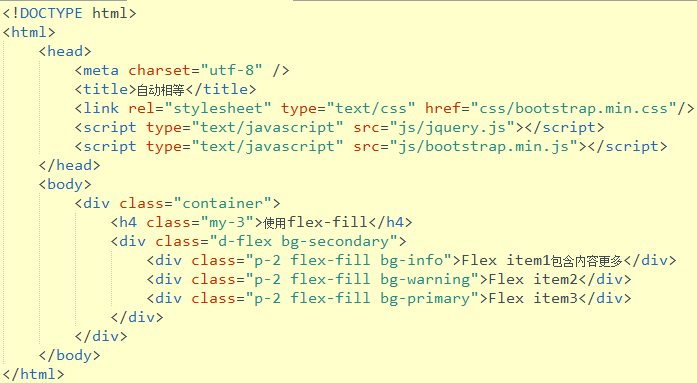 <!DOCTYPE html>
<html>
    <head>
        <meta charset="utf-8" />
        <title>自动相等</title>
        <link rel="stylesheet" type="text/css" href="css/bootstrap.min.css"/>
        <script type="text/javascript" src="js/jquery.js"></script>
        <script type="text/javascript" src="js/bootstrap.min.js"></script>
    </head>
    <body>
        <div class="container">
            <h4 class="my-3">使用flex-fill</h4>
            <div class="d-flex bg-secondary">
                <div class="p-2 flex-fill bg-info">Flex item1包含内容更多</div>
                <div class="p-2 flex-fill bg-warning">Flex item2</div>
                <div class="p-2 flex-fill bg-primary">Flex item3</div>
            </div>
        </div>
    </body>
</html>